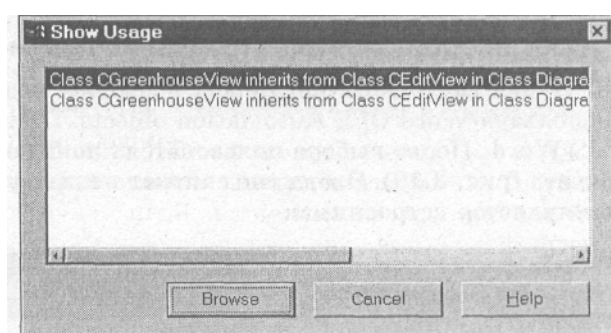 Show Usage
Class CGreenhouseView inherits from Class CEditView in Class Diagra
Class CGreenhouseView inherits from Class CEditView in Class Diagra
Browse
Cancel
Help